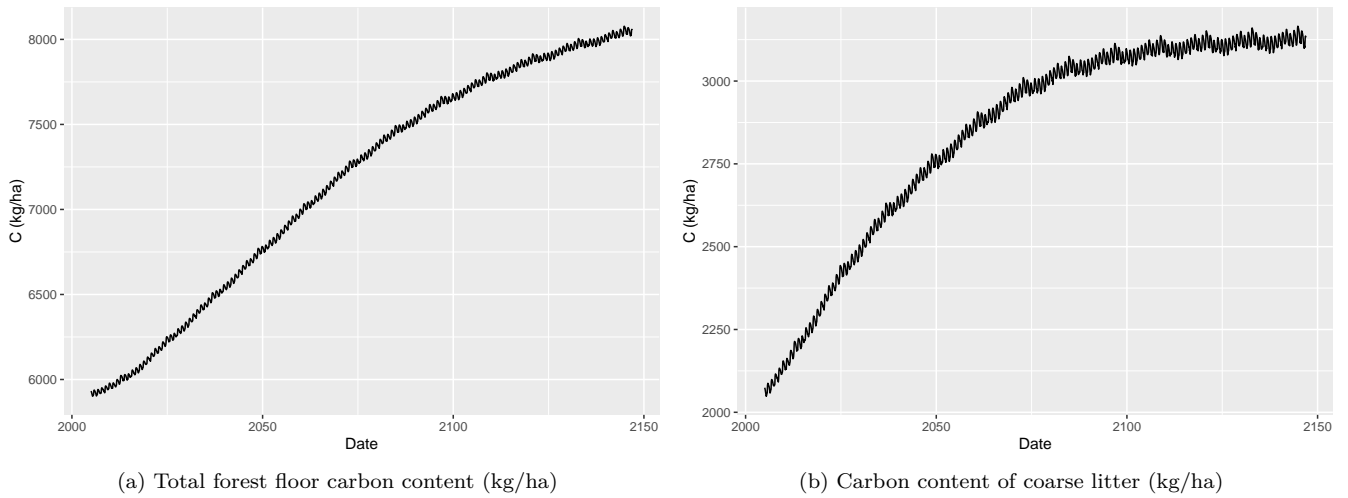 8000
7500
7000
6500
6000
C (kg/ha)
2000 2050 2100 2150
Date
(a) Total forest floor carbon content (kg/ha)
3000
2750
2500
2250
2000
C (kg/ha)
2000 2050 2100 2150
Date
(b) Carbon content of coarse litter (kg/ha)